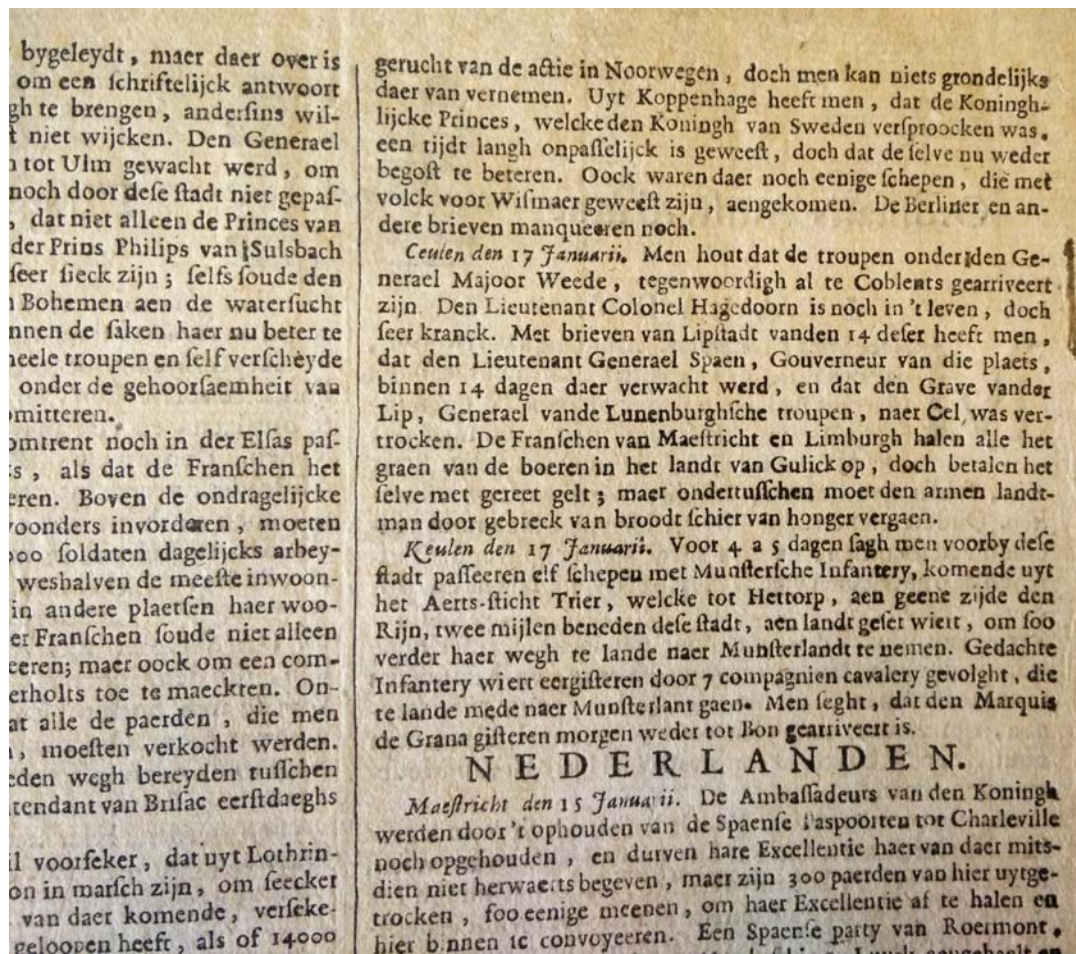 bygeleydt, maer daer over is
om een ſchriftelijck antwoort
gh te brengen, anderſins wil-
t niet wijcken. Den Generael
tot Ulm gewacht werd, om
noch door deſe ſtadt niet gepaſ-
, dat niet alleen de Princes van
der Prins Philips van Sulsbach
ſeer ſieck zijn; ſelfs ſoude den
Bohemen aen de waterſucht
nnen de ſaken haer nu beter te
heele troupen en ſelf verſcheyde
onder de gehoorſaemheit van
omitteren.
omtrent noch in der Elſas paſ-
s, als dat de Franſchen het
eren. Boven de ondragelijcke
woonders invorderen, moeten
000 ſoldaten dagelijcks arbey-
weshalven de meeſte inwoon-
in andere plaetſen haer woo-
er Franſchen ſoude niet alleen
eeren; maer oock om een com-
erholts toe te maeckten. On-
at alle de paerden, die men
, moeſten verkocht werden.
eden wegh bereyden tuſſchen
tendant van Briſac eerſtdaeghs
l voorſeker, dat uyt Lothrin-
on in marſch zijn, om ſeecker
van daer komende, verſeke-
geloopen heeft, als of 14000
gerucht van de actie in Noorwegen, doch men kan niets grondelijks
daer van vernemen. Uyt Koppenhage heeft men, dat de Koningh-
lijcke Princes, welcke den Koningh van Sweden verſproocken was,
een tijdt langh onpaſſelijck is geweeſt, doch dat de ſelve nu weder
begoſt te beteren. Oock waren daer noch eenige ſchepen, die met
volck voor Wiſmaer geweeſt zijn, aengekomen. De Berliner en an-
dere brieven manqueeren noch.
Ceulen den 17 Januarii. Men hout dat de troupen onder den Ge-
nerael Majoor Weede, tegenwoordigh al te Coblents gearriveert
zijn. Den Lieutenant Colonel Hagedoorn is noch in 't leven, doch
ſeer kranck. Met brieven van Lipſtadt vanden 14 deſer heeft men,
dat den Lieutenant Generael Spaen, Gouverneur van die plaets,
binnen 14 dagen daer verwacht werd, en dat den Grave vander
Lip, Generael vande Lunenburghſche troupen, naer Cel, was ver-
trocken. De Franſchen van Maeſtricht en Limburgh halen alle het
graen van de boeren in het landt van Gulick op, doch betalen het
ſelve met gereet gelt; maer ondertuſſchen moet den armen landt-
man door gebreck van broodt ſchier van honger vergaen.
Keulen den 17 Januarii. Voor 4 a 5 dagen ſagh men voorby deſe
ſtadt paſſeeren elf ſchepen met Munſterſche Infantery, komende uyt
het Aerts-ſticht Trier, welcke tot Hettorp, aen geene zijde den
Rijn, twee mijlen beneden deſe ſtadt, aen landt geſet wiert, om ſoo
verder haer wegh te lande naer Munſterlandt te nemen. Gedachte
Infantery wiert eergiſteren door 7 compagnien cavalery gevolght, die
te lande mede naer Munſterlant gaen. Men ſeght, dat den Marquis
de Grana giſteren morgen weder tot Bon gearriveert is.
NEDERLANDEN.
Maeſtricht den 15 Januarii. De Ambaſſadeurs van den Koningh
werden door 't ophouden van de Spaenſe Paspoorten tot Charleville
noch opgehouden, en durven hare Excellentie haer van daer mits-
dien niet herwaerts begeven, maer zijn 300 paerden van hier uytge-
trocken, ſoo eenige meenen, om haer Excellentie af te halen en
hier binnen te convoyeeren. Een Spaenſe party van Roermont,